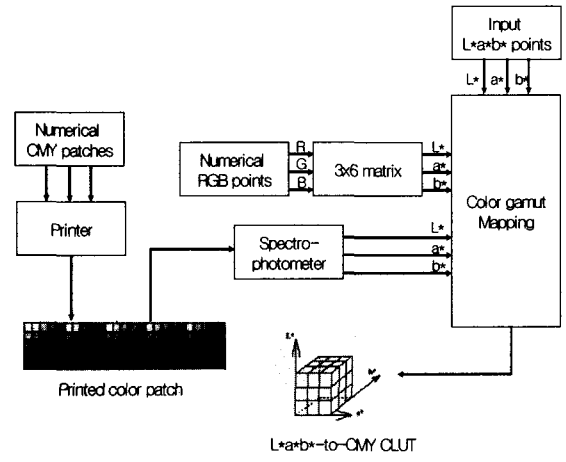 Input
L*a*b* points
L* a* b*
Numerical
CMY patches
Printer
Numerical
RGB points
R
G
B
3x6 matrix
L*
a*
b*
Color gamut
Mapping
Spectro-
photometer
L*
a*
b*
Printed color patch
L*a*b*-to-CMY CLUT